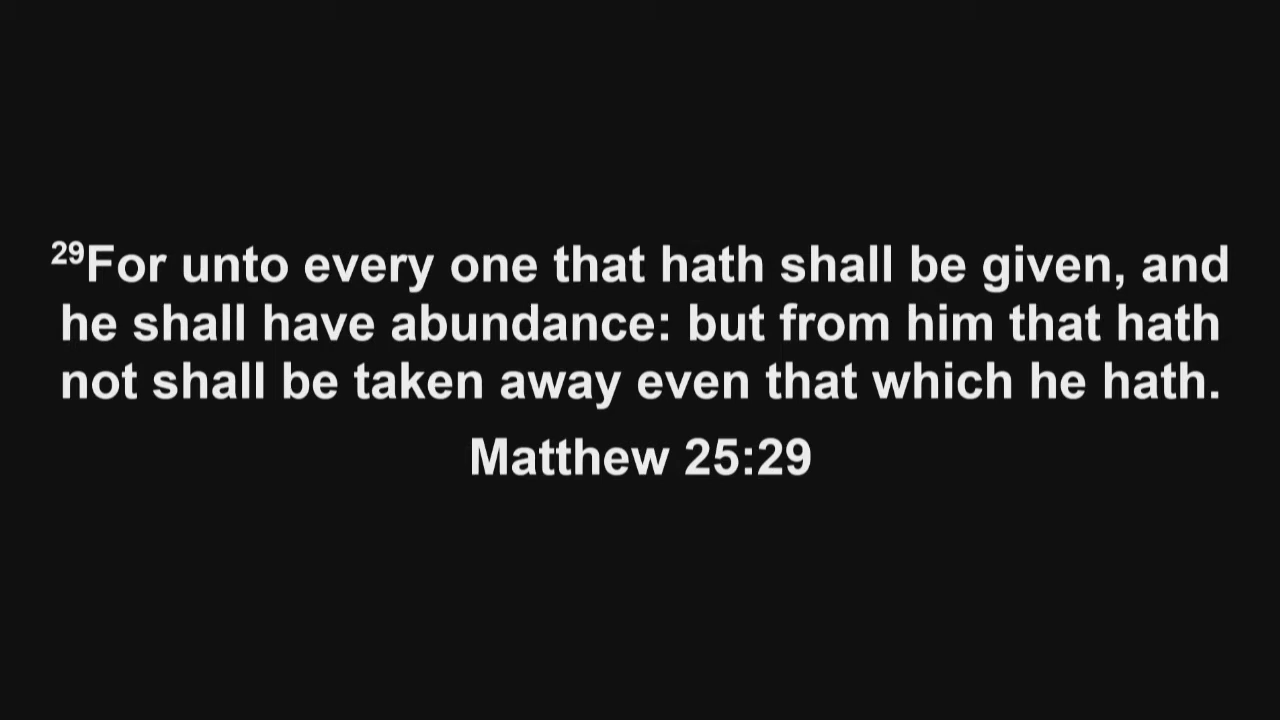 29For unto every one that hath shall be given, and
he shall have abundance: but from him that hath
not shall be taken away even that which he hath.
Matthew 25:29